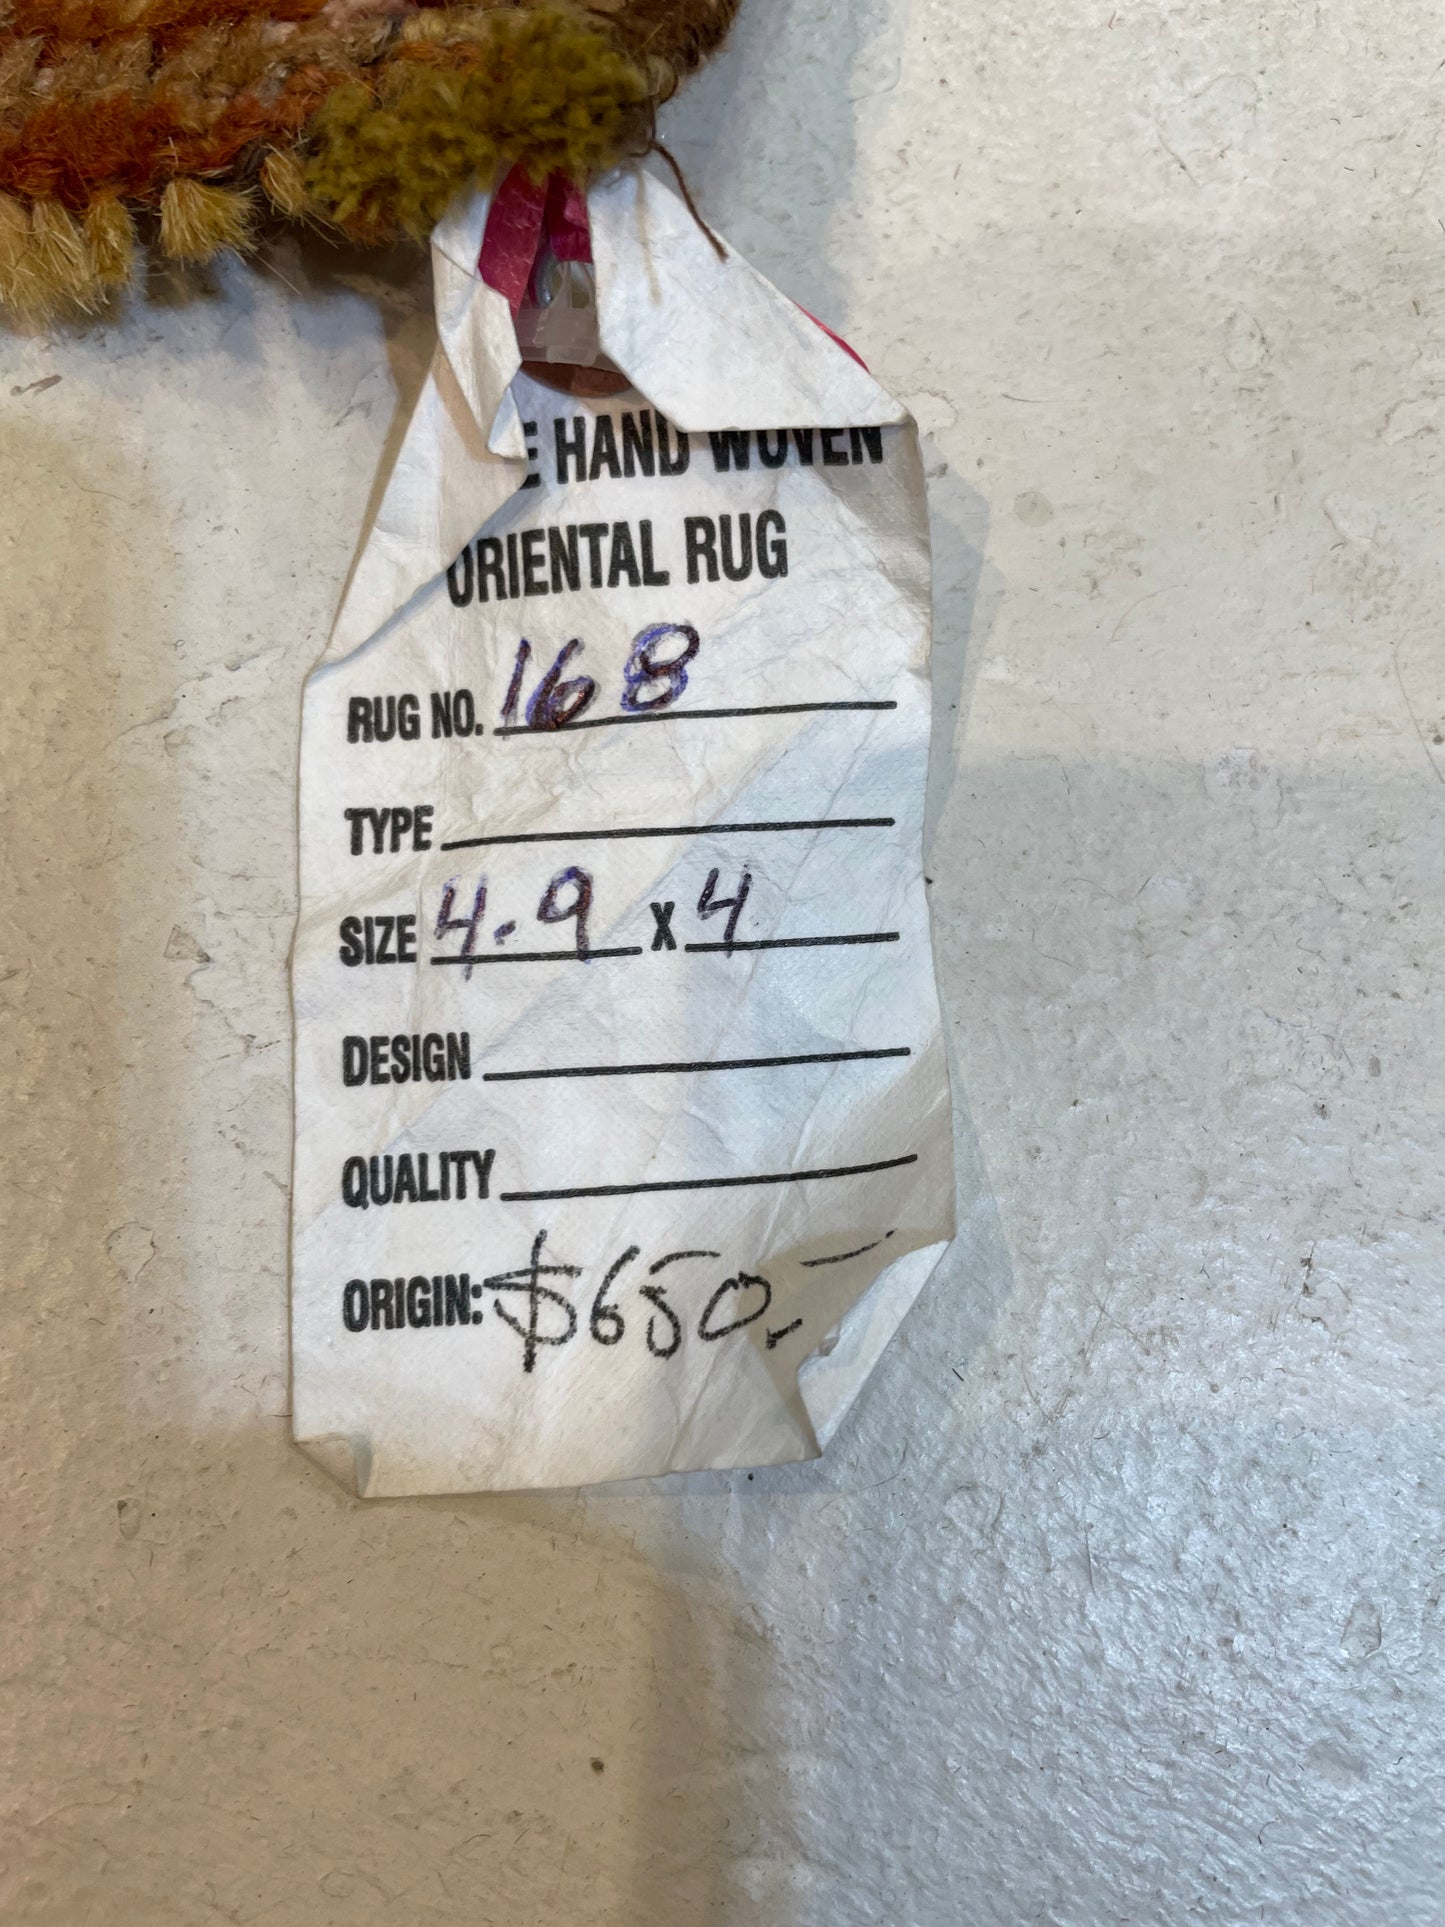 E HAND WOVEN
ORIENTAL RUG
RUG NO. 168
TYPE
SIZE 4.9 X 4
DESIGN
QUALITY
ORIGIN: $650.-